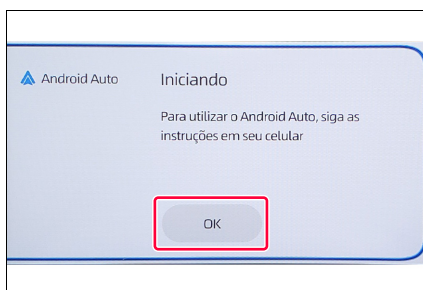 Android Auto
Iniciando
Para utilizar o Android Auto, siga as
instruções em seu celular
OK